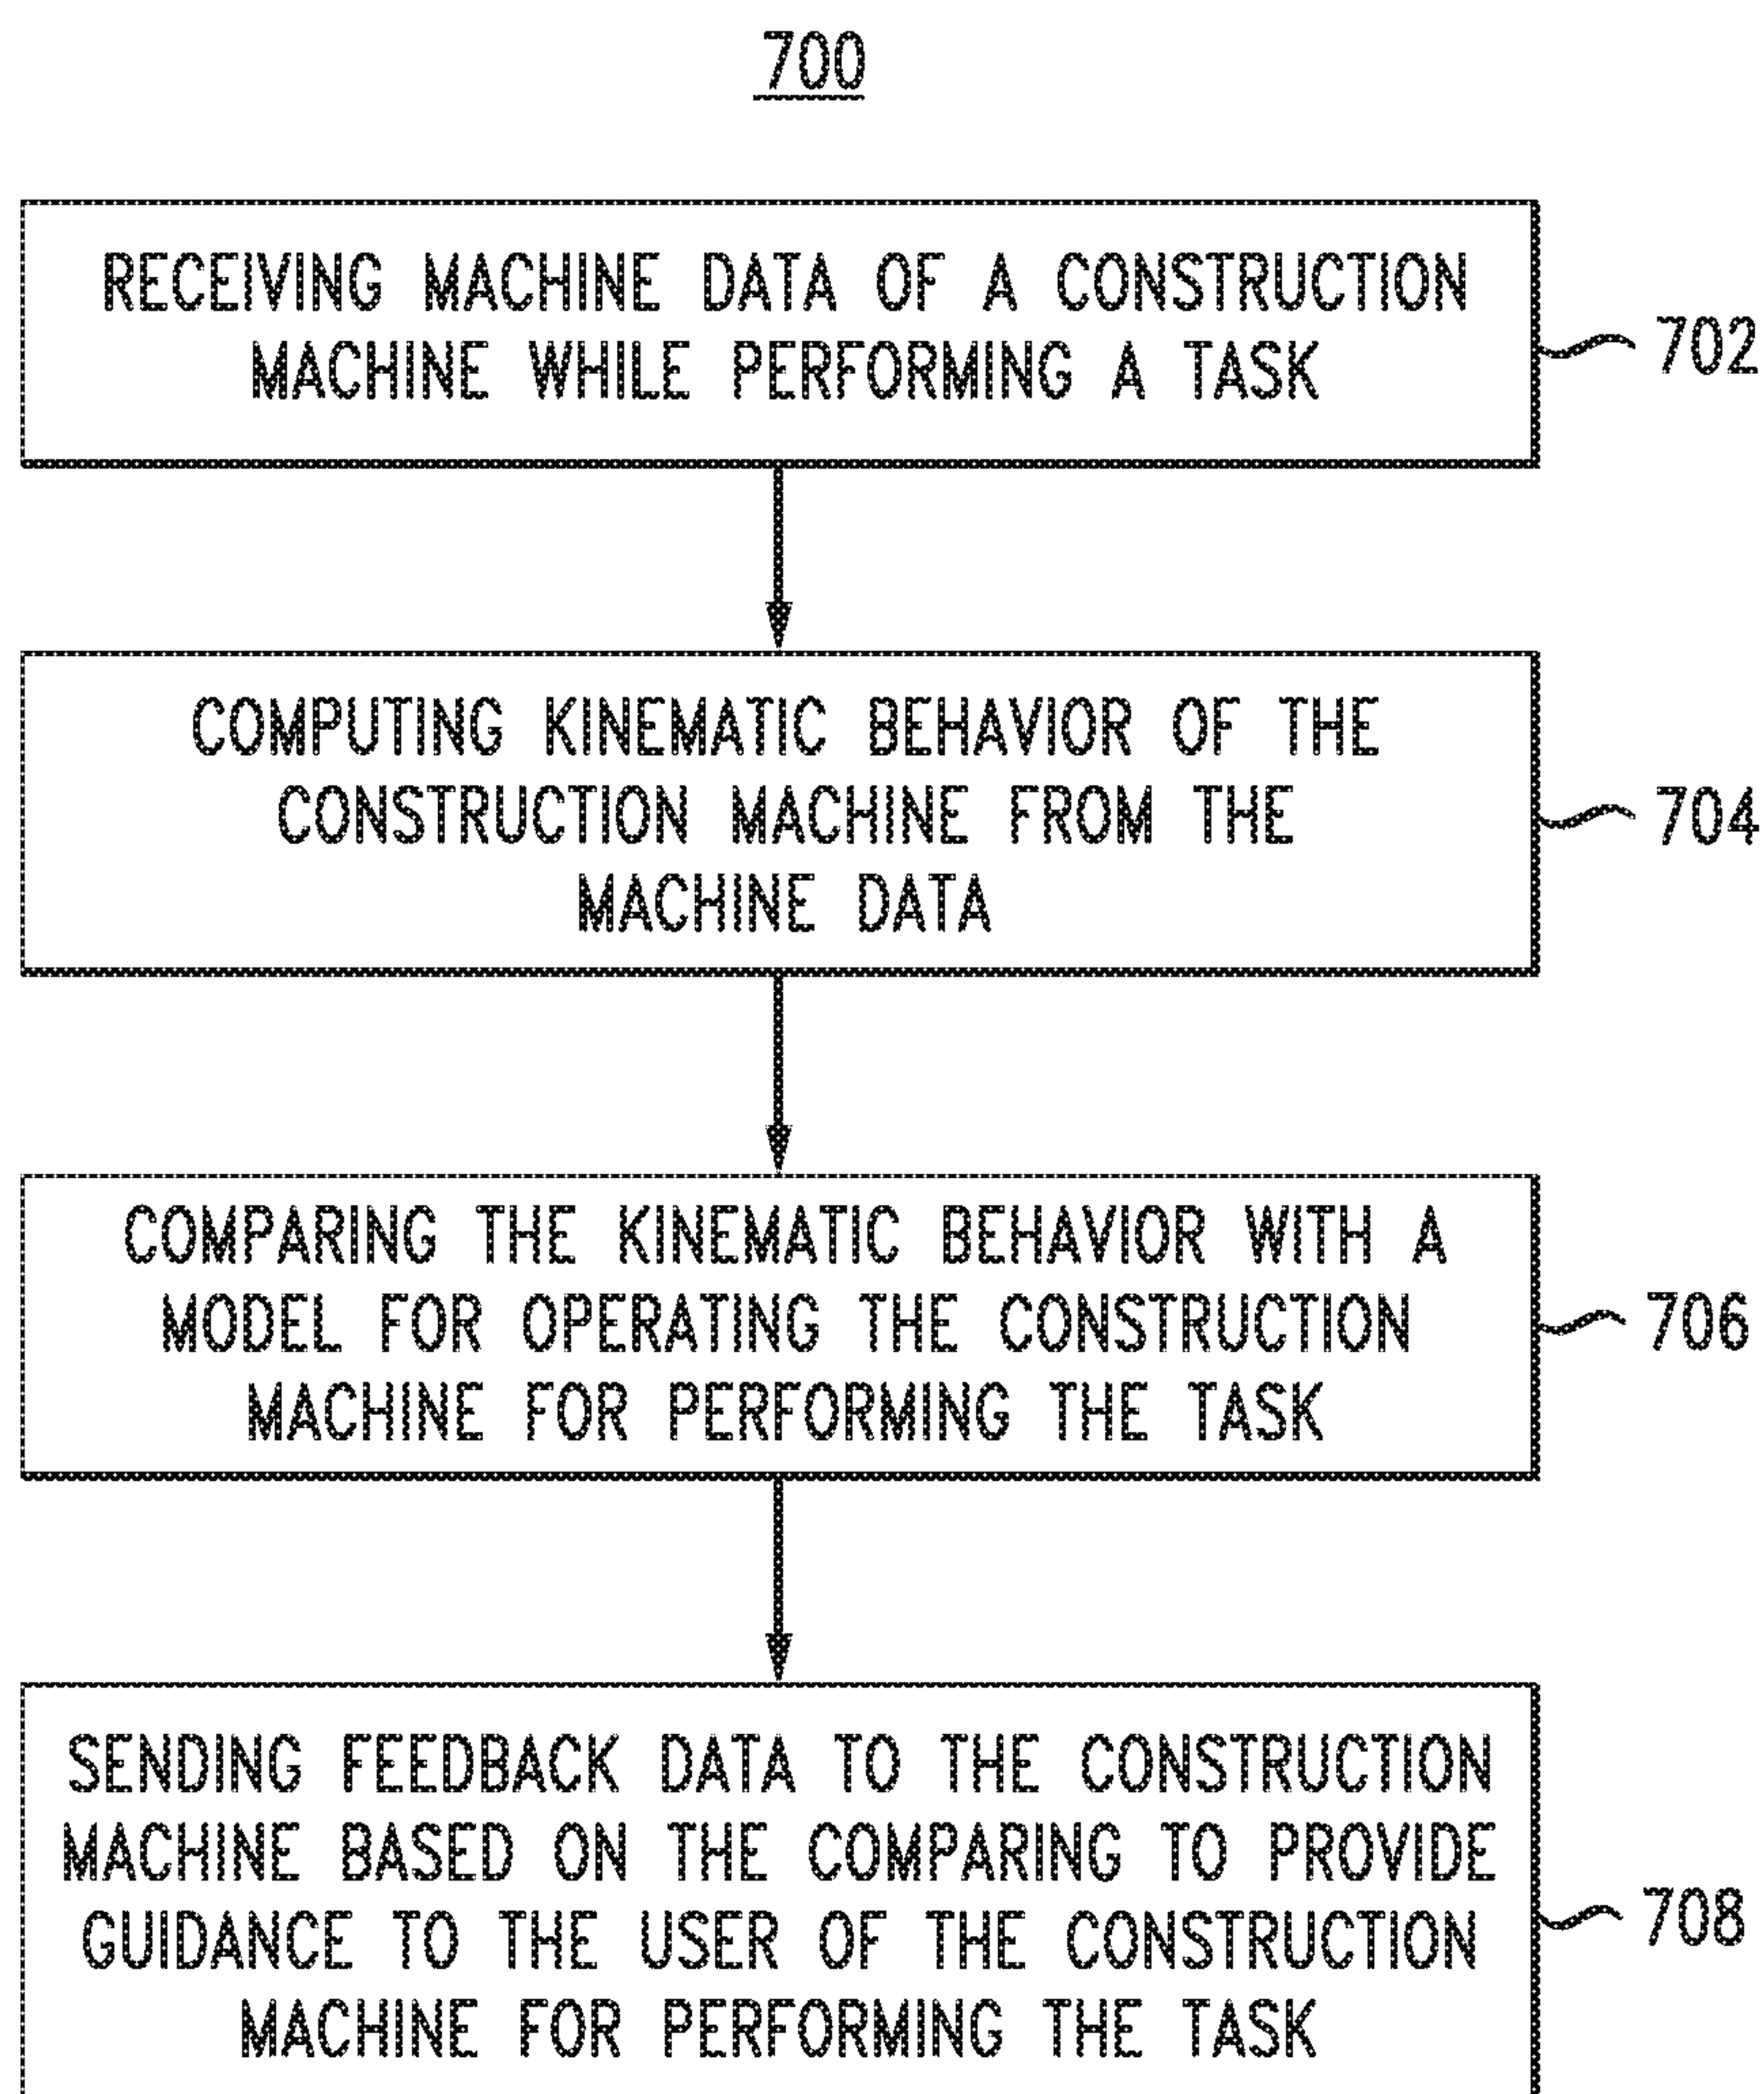 700
RECEIVING MACHINE DATA OF A CONSTRUCTION
MACHINE WHILE PERFORMING A TASK
702
COMPUTING KINEMATIC BEHAVIOR OF THE
CONSTRUCTION MACHINE FROM THE
MACHINE DATA
704
COMPARING THE KINEMATIC BEHAVIOR WITH A
MODEL FOR OPERATING THE CONSTRUCTION
MACHINE FOR PERFORMING THE TASK
706
SENDING FEEDBACK DATA TO THE CONSTRUCTION
MACHINE BASED ON THE COMPARING TO PROVIDE
GUIDANCE TO THE USER OF THE CONSTRUCTION
MACHINE FOR PERFORMING THE TASK
708